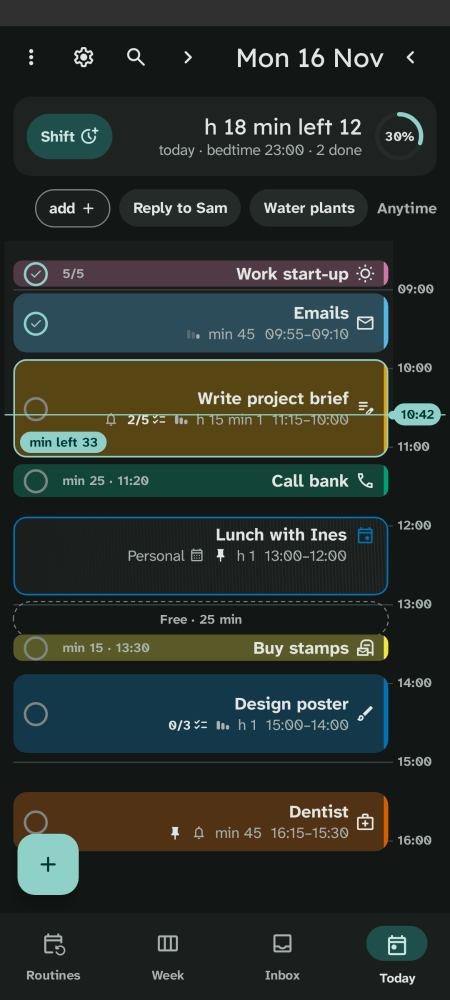 Mon 16 Nov
h 18 min left 12
today · bedtime 23:00 · 2 done
Shift
30%
Anytime
Water plants
Reply to Sam
add +
Work start-up
5/5
09:00
Emails
min 45 09:55–09:10
10:00
Write project brief
2/5 h 15 min 1 11:15–10:00
10:42
min left 33
11:00
Call bank
min 25 · 11:20
12:00
Lunch with Ines
Personal h 1 13:00–12:00
13:00
Free · 25 min
Buy stamps
min 15 · 13:30
14:00
Design poster
0/3 h 1 15:00–14:00
15:00
Dentist
min 45 16:15–15:30
16:00
+
Routines
Week
Inbox
Today